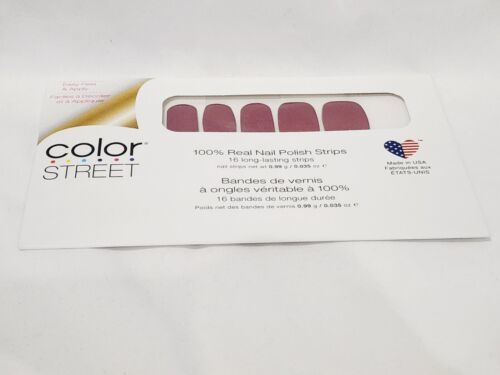 Easy Peel
& Apply
Faciles à Décoller
et à Appliquer
color
STREET
100% Real Nail Polish Strips
16 long-lasting strips
nail strips net wt 0.99 g / 0.035 oz ℮
Bandes de vernis
à ongles véritable à 100%
16 bandes de longue durée
Poids net des bandes de vernis 0.99 g / 0.035 oz ℮
Made in USA
Fabriquées aux
ÉTATS-UNIS